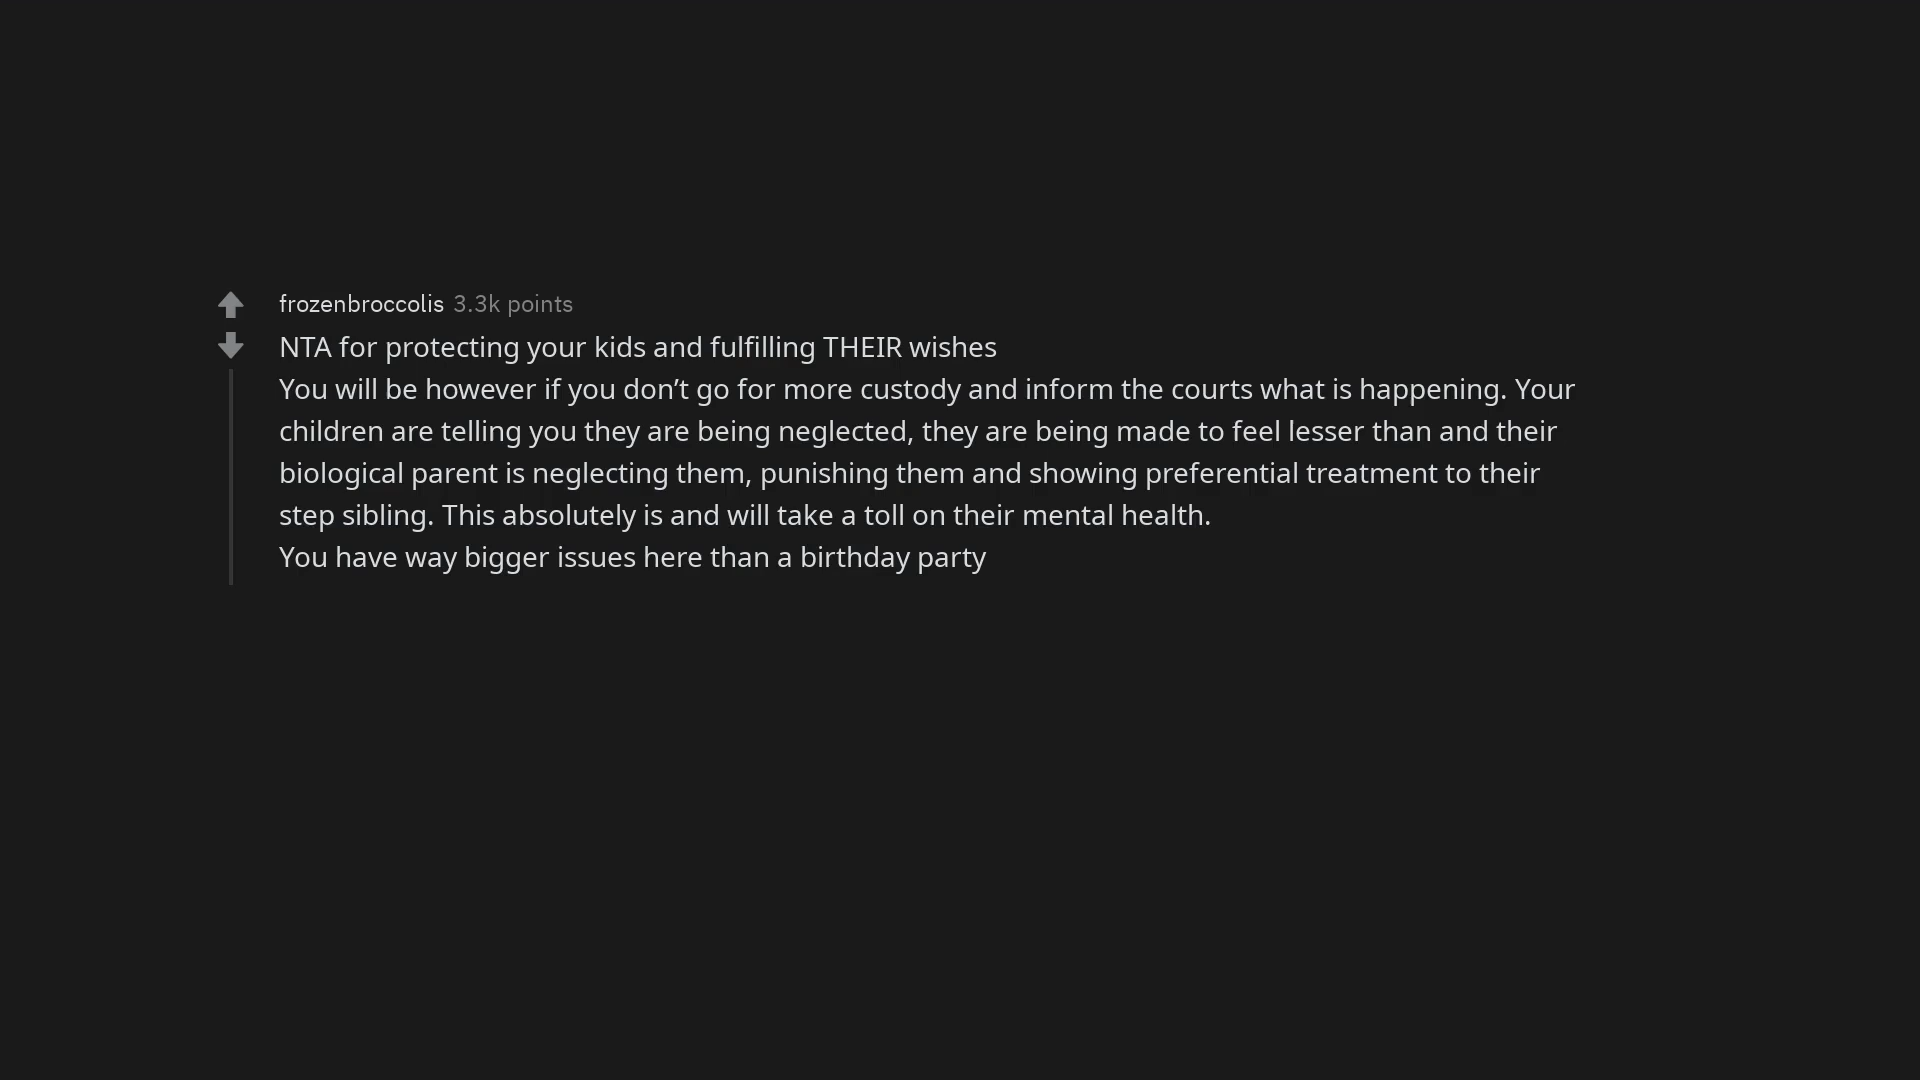 frozenbroccolis 3.3k points
NTA for protecting your kids and fulfilling THEIR wishes
You will be however if you don’t go for more custody and inform the courts what is happening. Your
children are telling you they are being neglected, they are being made to feel lesser than and their
biological parent is neglecting them, punishing them and showing preferential treatment to their
step sibling. This absolutely is and will take a toll on their mental health.
You have way bigger issues here than a birthday party